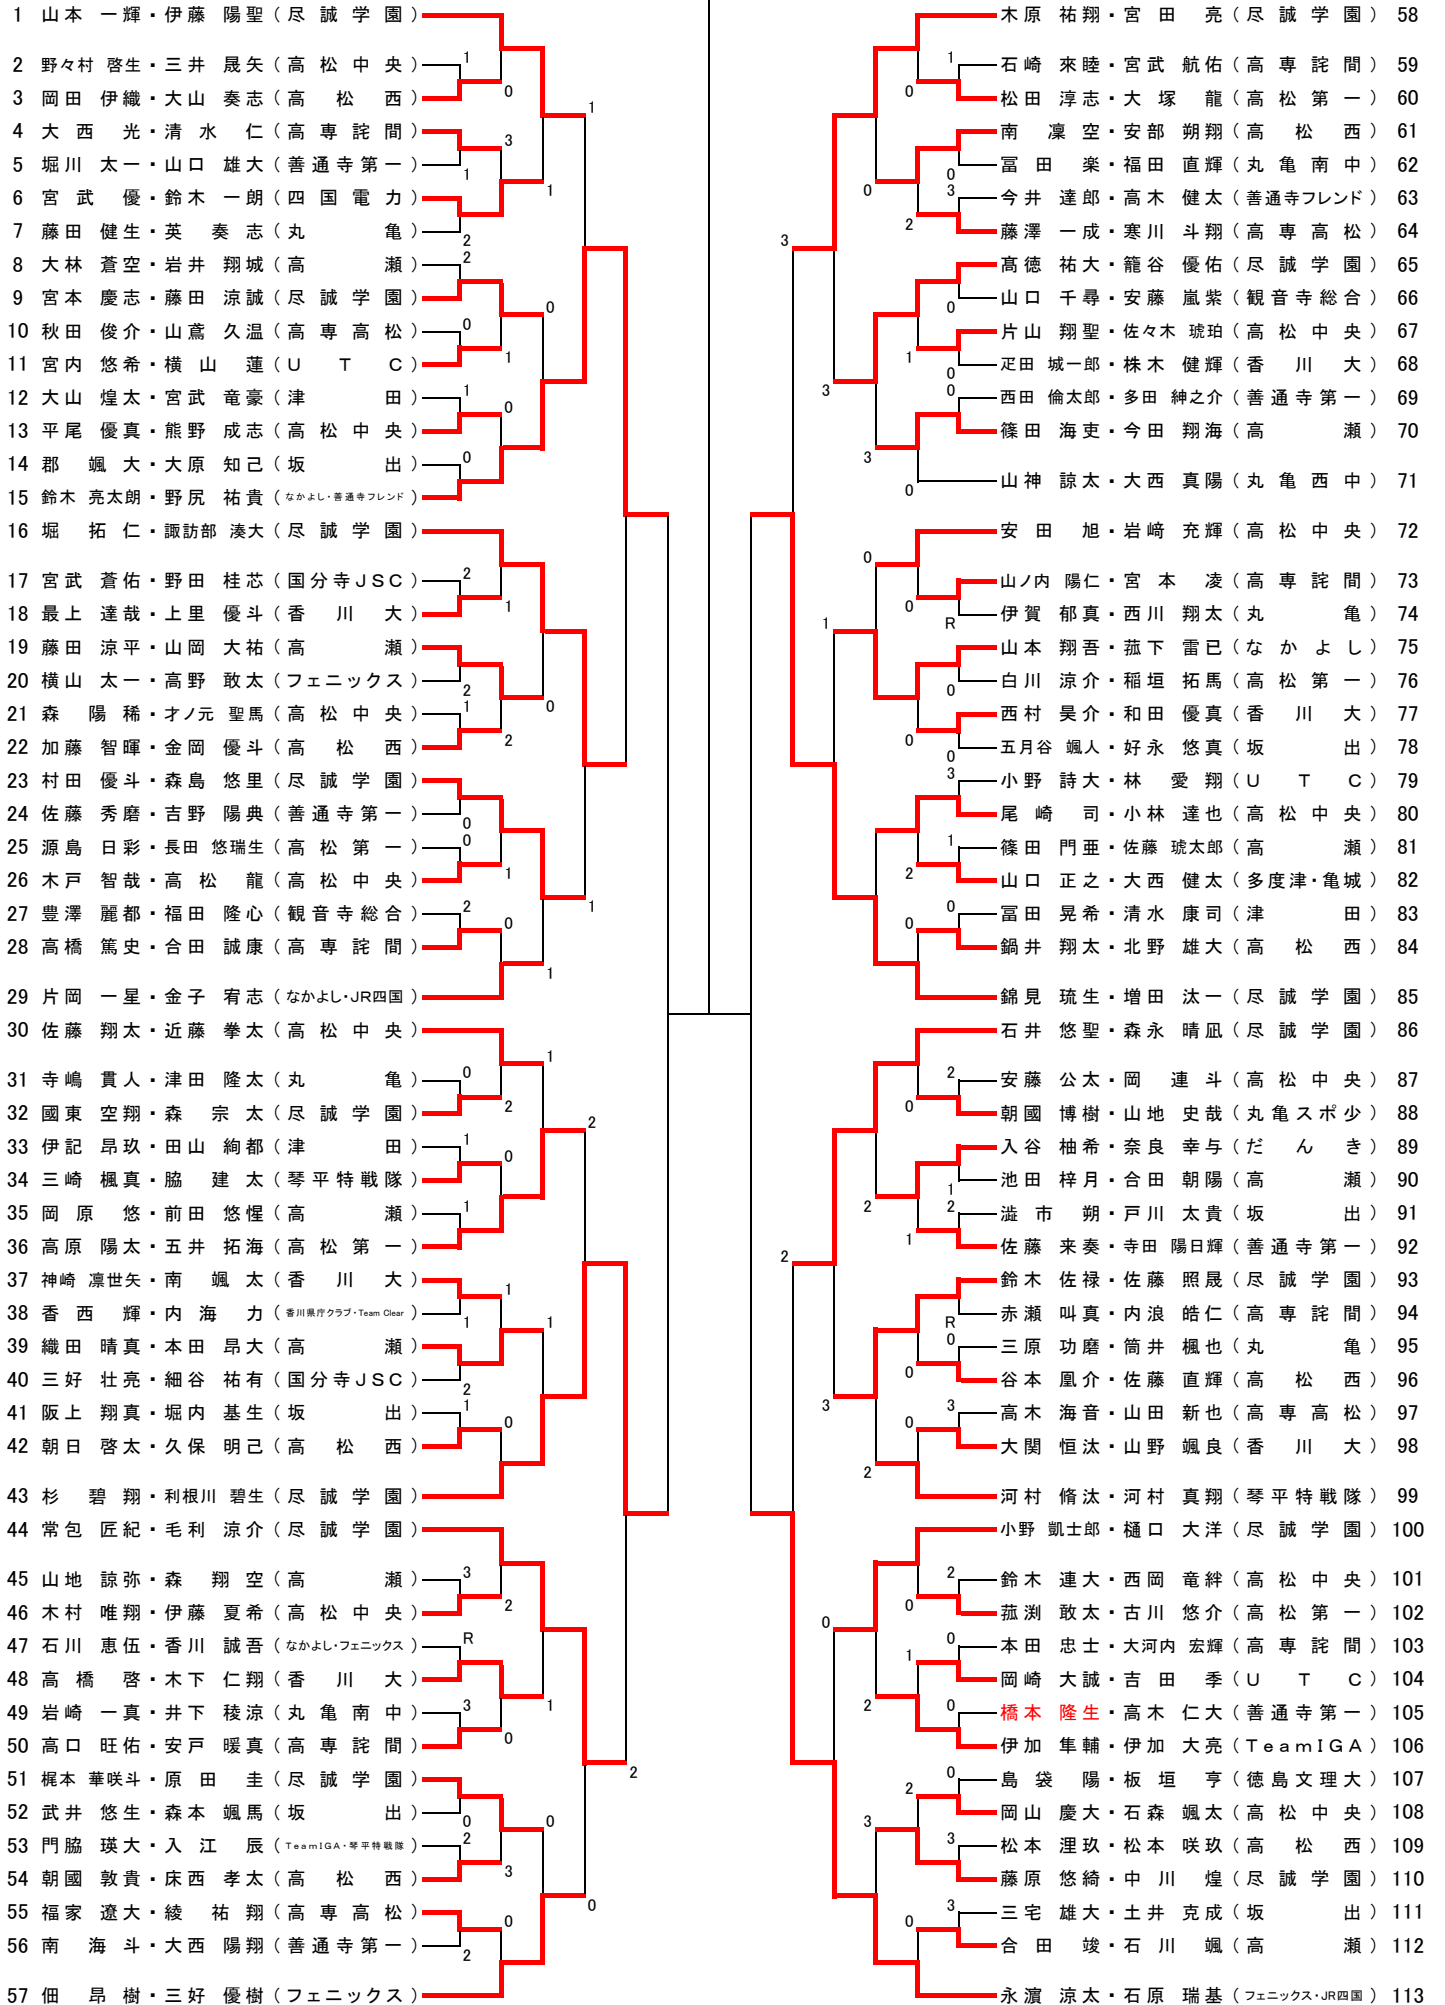 1 山本 一輝・伊藤 陽聖(尽誠学園)
2 野々村 啓生・三井 晟矢(高松中央)
3 岡田 伊織・大山 奏志(高松西)
4 大西 光・清水 仁(高専詫間)
5 堀川 太一・山口 雄大(善通寺第一)
6 宮武 優・鈴木 一朗(四国電力)
7 藤田 健生・英 奏志(丸亀)
8 大林 蒼空・岩井 翔城(高瀬)
9 宮本 慶志・藤田 涼誠(尽誠学園)
10 秋田 俊介・山鳶 久温(高専高松)
11 宮内 悠希・横山 蓮(UTC)
12 大山 煌太・宮武 竜豪(津田)
13 平尾 優真・熊野 成志(高松中央)
14 郡 颯大・大原 知己(坂出)
15 鈴木 亮太朗・野尻 祐貴(なかよし・善通寺フレンド)
16 堀 拓仁・諏訪部 湊大(尽誠学園)
17 宮武 蒼佑・野田 桂芯(国分寺JSC)
18 最上 達哉・上里 優斗(香川大)
19 藤田 涼平・山岡 大祐(高瀬)
20 横山 太一・高野 敢太(フェニックス)
21 森 陽稀・才ノ元 聖馬(高松中央)
22 加藤 智暉・金岡 優斗(高松西)
23 村田 優斗・森島 悠里(尽誠学園)
24 佐藤 秀磨・吉野 陽典(善通寺第一)
25 源島 日彩・長田 悠瑞生(高松第一)
26 木戸 智哉・高松 龍(高松中央)
27 豊澤 麗都・福田 隆心(観音寺総合)
28 高橋 篤史・合田 誠康(高専詫間)
29 片岡 一星・金子 宥志(なかよし・JR四国)
30 佐藤 翔太・近藤 拳太(高松中央)
31 寺嶋 貫人・津田 隆太(丸亀)
32 國東 空翔・森 宗太(尽誠学園)
33 伊記 昂玖・田山 絢都(津田)
34 三崎 楓真・脇 建太(琴平特戦隊)
35 岡原 悠・前田 悠惺(高瀬)
36 高原 陽太・五井 拓海(高松第一)
37 神崎 凛世矢・南 颯太(香川大)
38 香西 輝・内海 力(香川県庁クラブ・Team Clear)
39 織田 晴真・本田 昂大(高瀬)
40 三好 壮亮・細谷 祐有(国分寺JSC)
41 阪上 翔真・堀内 基生(坂出)
42 朝日 啓太・久保 明己(高松西)
43 杉 碧翔・利根川 碧生(尽誠学園)
44 常包 匠紀・毛利 涼介(尽誠学園)
45 山地 諒弥・森 翔空(高瀬)
46 木村 唯翔・伊藤 夏希(高松中央)
47 石川 恵伍・香川 誠吾(なかよし・フェニックス)
48 高橋 啓・木下 仁翔(香川大)
49 岩崎 一真・井下 稜涼(丸亀南中)
50 高口 旺佑・安戸 暖真(高専詫間)
51 梶本 華咲斗・原田 圭(尽誠学園)
52 武井 悠生・森本 颯馬(坂出)
53 門脇 瑛大・入江 辰(TeamIGA・琴平特戦隊)
54 朝國 敦貴・床西 孝太(高松西)
55 福家 遼大・綾 祐翔(高専高松)
56 南 海斗・大西 陽翔(善通寺第一)
57 佃 昂樹・三好 優樹(フェニックス)
木原 祐翔・宮田 亮(尽誠学園) 58
石崎 來睦・宮武 航佑(高専詫間) 59
松田 淳志・大塚 龍(高松第一) 60
南 凜空・安部 朔翔(高松西) 61
冨田 楽・福田 直輝(丸亀南中) 62
今井 達郎・高木 健太(善通寺フレンド) 63
藤澤 一成・寒川 斗翔(高専高松) 64
髙徳 祐大・籠谷 優佑(尽誠学園) 65
山口 千尋・安藤 嵐紫(観音寺総合) 66
片山 翔聖・佐々木 琥珀(高松中央) 67
疋田 城一郎・株木 健輝(香川大) 68
西田 倫太郎・多田 紳之介(善通寺第一) 69
篠田 海吏・今田 翔海(高瀬) 70
山神 諒太・大西 真陽(丸亀西中) 71
安田 旭・岩﨑 充輝(高松中央) 72
山ノ内 陽仁・宮本 凌(高専詫間) 73
伊賀 郁真・西川 翔太(丸亀) 74
山本 翔吾・菰下 雷已(なかよし) 75
白川 涼介・稲垣 拓馬(高松第一) 76
西村 昊介・和田 優真(香川大) 77
五月谷 颯人・好永 悠真(坂出) 78
小野 詩大・林 愛翔(UTC) 79
尾崎 司・小林 達也(高松中央) 80
篠田 門亜・佐藤 琥太郎(高瀬) 81
山口 正之・大西 健太(多度津・亀城) 82
冨田 晃希・清水 康司(津田) 83
鍋井 翔太・北野 雄大(高松西) 84
錦見 琉生・増田 汰一(尽誠学園) 85
石井 悠聖・森永 晴凪(尽誠学園) 86
安藤 公太・岡 連斗(高松中央) 87
朝國 博樹・山地 史哉(丸亀スポ少) 88
入谷 柚希・奈良 幸与(だんき) 89
池田 梓月・合田 朝陽(高瀬) 90
滋市 朔・戸川 太貴(坂出) 91
佐藤 来奏・寺田 陽日輝(善通寺第一) 92
鈴木 佐禄・佐藤 照晟(尽誠学園) 93
赤瀬 叫真・内浪 皓仁(高専詫間) 94
三原 功磨・筒井 楓也(丸亀) 95
谷本 凰介・佐藤 直輝(高松西) 96
高木 海音・山田 新也(高専高松) 97
大関 恒汰・山野 颯良(香川大) 98
河村 脩汰・河村 真翔(琴平特戦隊) 99
小野 凱士郎・樋口 大洋(尽誠学園) 100
鈴木 連大・西岡 竜絆(高松中央) 101
菰渕 敢太・古川 悠介(高松第一) 102
本田 忠士・大河内 宏輝(高専詫間) 103
岡崎 大誠・吉田 季(UTC) 104
橋本 隆生・高木 仁大(善通寺第一) 105
伊加 隼輔・伊加 大亮(TeamIGA) 106
島袋 陽・板垣 亨(徳島文理大) 107
岡山 慶大・石森 颯太(高松中央) 108
松本 浬玖・松本 咲玖(高松西) 109
藤原 悠綺・中川 煌(尽誠学園) 110
三宅 雄大・土井 克成(坂出) 111
合田 竣・石川 颯(高瀬) 112
永濵 涼太・石原 瑞基(フェニックス・JR四国) 113